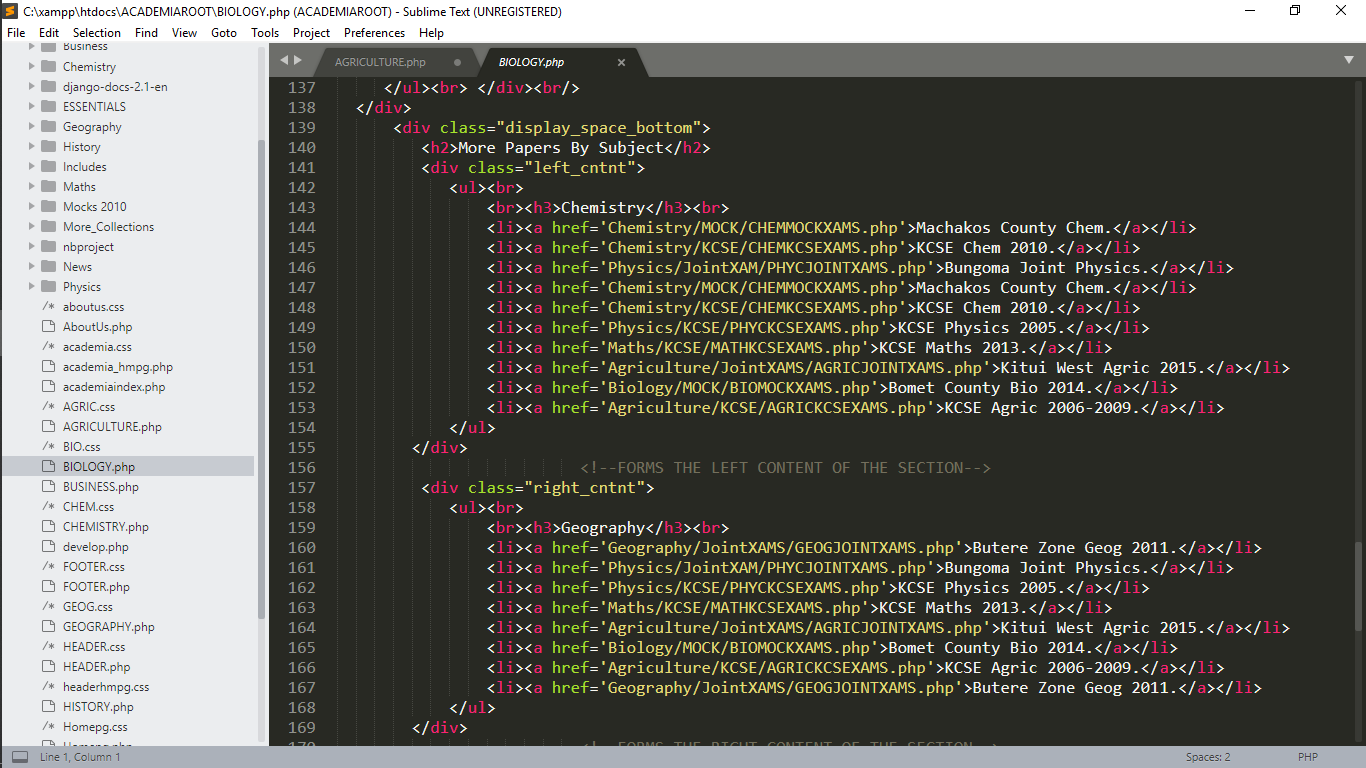 C:\xampp\htdocs\ACADEMIAROOT\BIOLOGY.php (ACADEMIAROOT) - Sublime Text (UNREGISTERED)
File Edit Selection Find View Goto Tools Project Preferences Help
Business
Chemistry
django-docs-2.1-en
ESSENTIALS
Geography
History
Includes
Maths
Mocks 2010
More_Collections
nbproject
News
Physics
/* aboutus.css
AboutUs.php
/* academia.css
academia_hmpg.php
academiaindex.php
/* AGRIC.css
AGRICULTURE.php
/* BIO.css
BIOLOGY.php
BUSINESS.php
/* CHEM.css
CHEMISTRY.php
develop.php
/* FOOTER.css
FOOTER.php
/* GEOG.css
GEOGRAPHY.php
/* HEADER.css
HEADER.php
/* headerhmpg.css
HISTORY.php
/* Homepg.css
Homepg.php
AGRICULTURE.php BIOLOGY.php
137 </ul><br> </div><br/>
138 </div>
139 <div class="display_space_bottom">
140 <h2>More Papers By Subject</h2>
141 <div class="left_cntnt">
142 <ul><br>
143 <br><h3>Chemistry</h3><br>
144 <li><a href='Chemistry/MOCK/CHEMMOCKXAMS.php'>Machakos County Chem.</a></li>
145 <li><a href='Chemistry/KCSE/CHEMKCSEXAMS.php'>KCSE Chem 2010.</a></li>
146 <li><a href='Physics/JointXAM/PHYCJOINTXAMS.php'>Bungoma Joint Physics.</a></li>
147 <li><a href='Chemistry/MOCK/CHEMMOCKXAMS.php'>Machakos County Chem.</a></li>
148 <li><a href='Chemistry/KCSE/CHEMKCSEXAMS.php'>KCSE Chem 2010.</a></li>
149 <li><a href='Physics/KCSE/PHYCKCSEXAMS.php'>KCSE Physics 2005.</a></li>
150 <li><a href='Maths/KCSE/MATHKCSEXAMS.php'>KCSE Maths 2013.</a></li>
151 <li><a href='Agriculture/JointXAMS/AGRICJOINTXAMS.php'>Kitui West Agric 2015.</a></li>
152 <li><a href='Biology/MOCK/BIOMOCKXAMS.php'>Bomet County Bio 2014.</a></li>
153 <li><a href='Agriculture/KCSE/AGRICKCSEXAMS.php'>KCSE Agric 2006-2009.</a></li>
154 </ul>
155 </div>
156 <!--FORMS THE LEFT CONTENT OF THE SECTION-->
157 <div class="right_cntnt">
158 <ul><br>
159 <br><h3>Geography</h3><br>
160 <li><a href='Geography/JointXAMS/GEOGJOINTXAMS.php'>Butere Zone Geog 2011.</a></li>
161 <li><a href='Physics/JointXAM/PHYCJOINTXAMS.php'>Bungoma Joint Physics.</a></li>
162 <li><a href='Physics/KCSE/PHYCKCSEXAMS.php'>KCSE Physics 2005.</a></li>
163 <li><a href='Maths/KCSE/MATHKCSEXAMS.php'>KCSE Maths 2013.</a></li>
164 <li><a href='Agriculture/JointXAMS/AGRICJOINTXAMS.php'>Kitui West Agric 2015.</a></li>
165 <li><a href='Biology/MOCK/BIOMOCKXAMS.php'>Bomet County Bio 2014.</a></li>
166 <li><a href='Agriculture/KCSE/AGRICKCSEXAMS.php'>KCSE Agric 2006-2009.</a></li>
167 <li><a href='Geography/JointXAMS/GEOGJOINTXAMS.php'>Butere Zone Geog 2011.</a></li>
168 </ul>
169 </div>
170 <!--FORMS THE RIGHT CONTENT OF THE SECTION-->
Line 1, Column 1 Spaces: 2 PHP